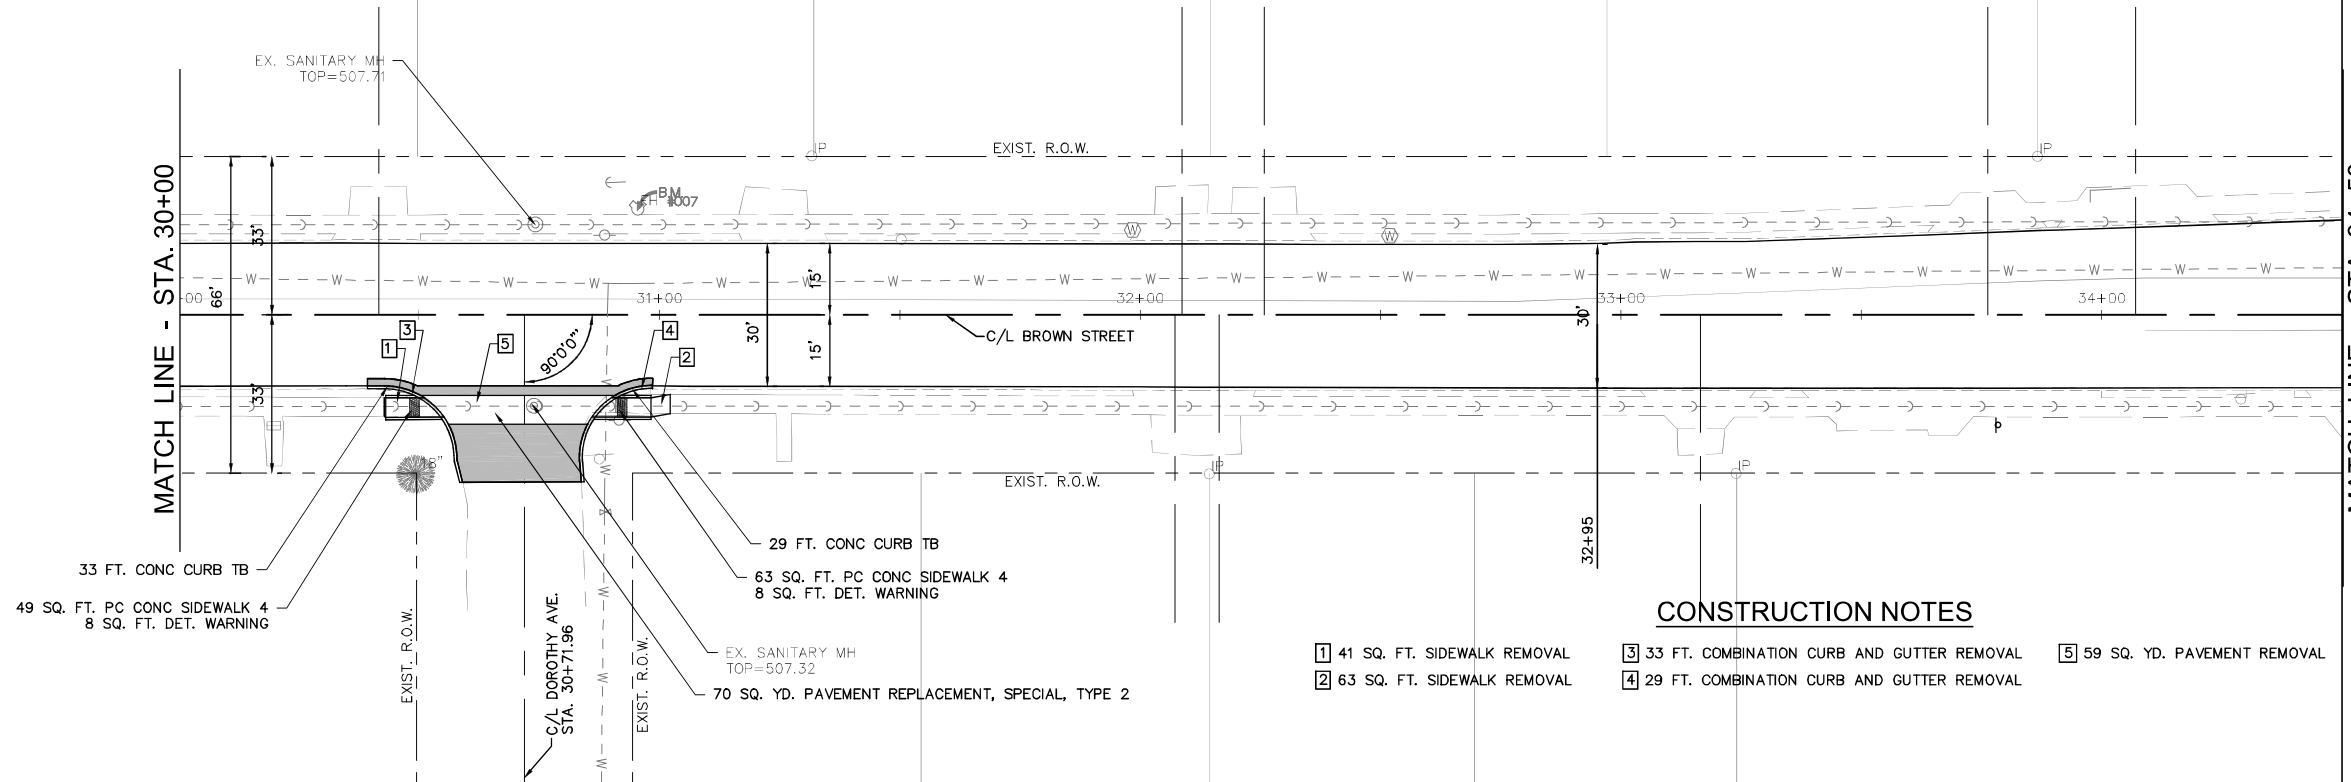 EX. SANITARY MH
TOP=507.71
IP
EXIST. R.O.W.
IP
B.M.
MATCH LINE - STA. 30+00
33'
66'
33'
W W W W W W W W W W W W W W W W W W W W W W W W
00
31+00
32+00
33+00
34+00
15'
30'
15'
30'
C/L BROWN STREET
90°0'0"
1
3
5
4
2
18"
IP
IP
EXIST. R.O.W.
32+95
33 FT. CONC CURB TB
49 SQ. FT. PC CONC SIDEWALK 4
8 SQ. FT. DET. WARNING
29 FT. CONC CURB TB
63 SQ. FT. PC CONC SIDEWALK 4
8 SQ. FT. DET. WARNING
EX. SANITARY MH
TOP=507.32
70 SQ. YD. PAVEMENT REPLACEMENT, SPECIAL, TYPE 2
EXIST. R.O.W.
C/L DOROTHY AVE.
STA. 30+71.96
EXIST. R.O.W.
CONSTRUCTION NOTES
1 41 SQ. FT. SIDEWALK REMOVAL
2 63 SQ. FT. SIDEWALK REMOVAL
3 33 FT. COMBINATION CURB AND GUTTER REMOVAL
4 29 FT. COMBINATION CURB AND GUTTER REMOVAL
5 59 SQ. YD. PAVEMENT REMOVAL